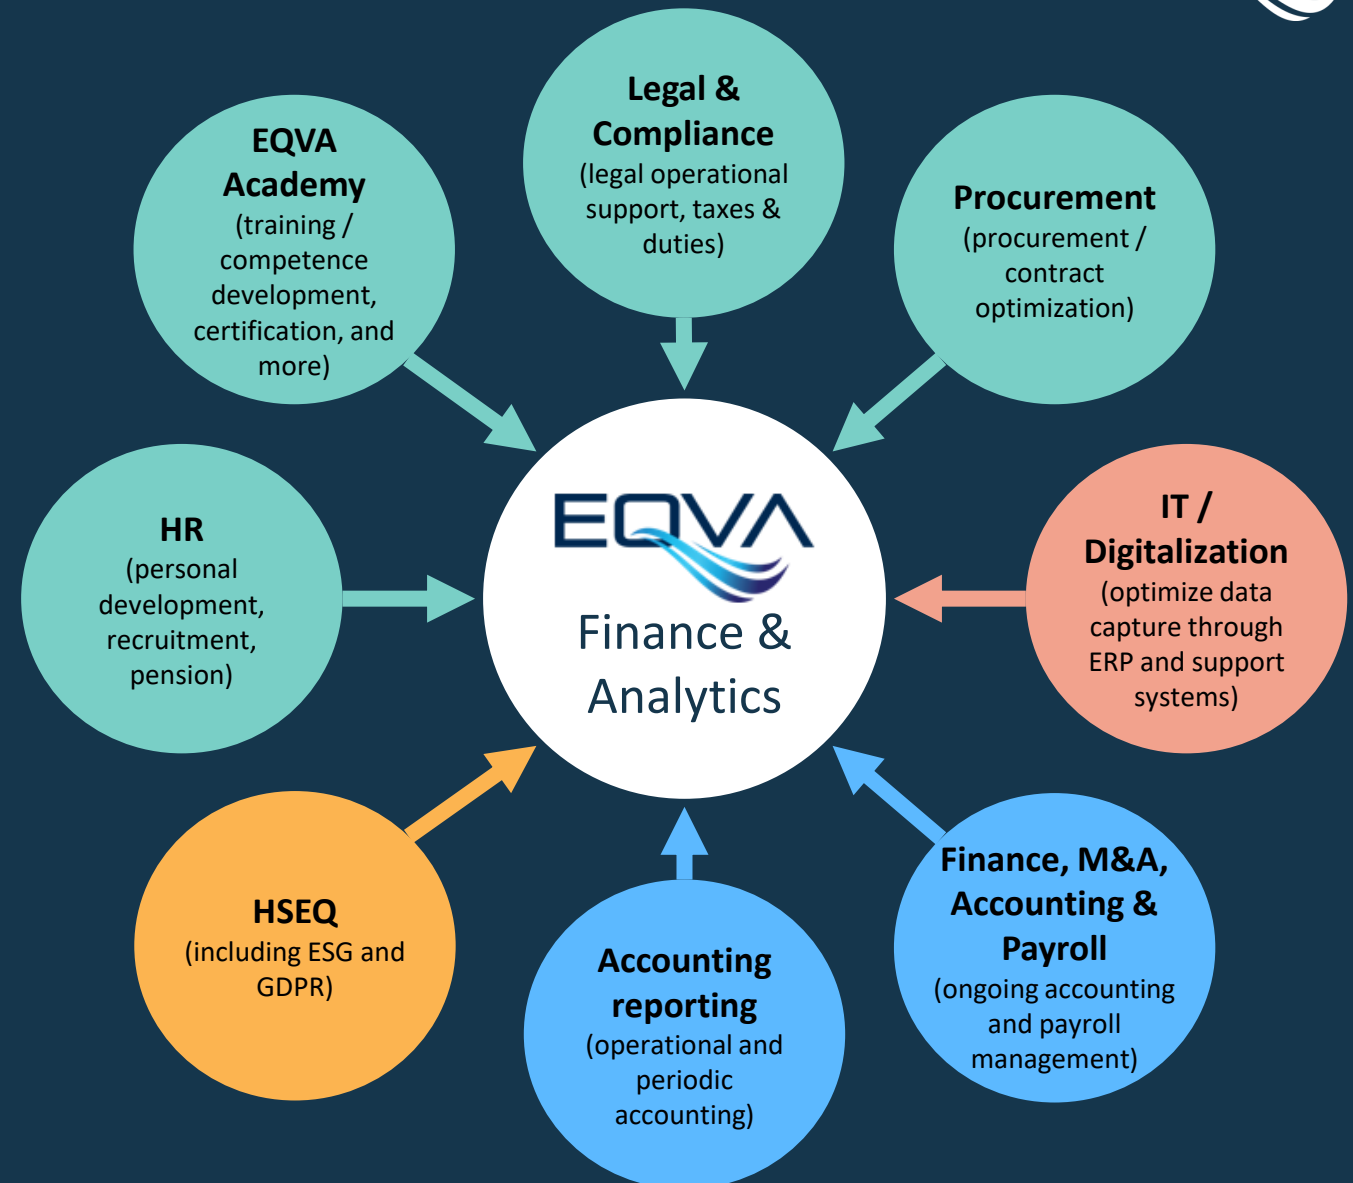 Legal &
Compliance
(legal operational
support, taxes &
duties)
EQVA
Academy
(training /
competence
development,
certification, and
more)
Procurement
(procurement /
contract
optimization)
HR
(personal
development,
recruitment,
pension)
EQVA
Finance &
Analytics
IT /
Digitalization
(optimize data
capture through
ERP and support
systems)
HSEQ
(including ESG and
GDPR)
Accounting
reporting
(operational and
periodic
accounting)
Finance, M&A,
Accounting &
Payroll
(ongoing accounting
and payroll
management)